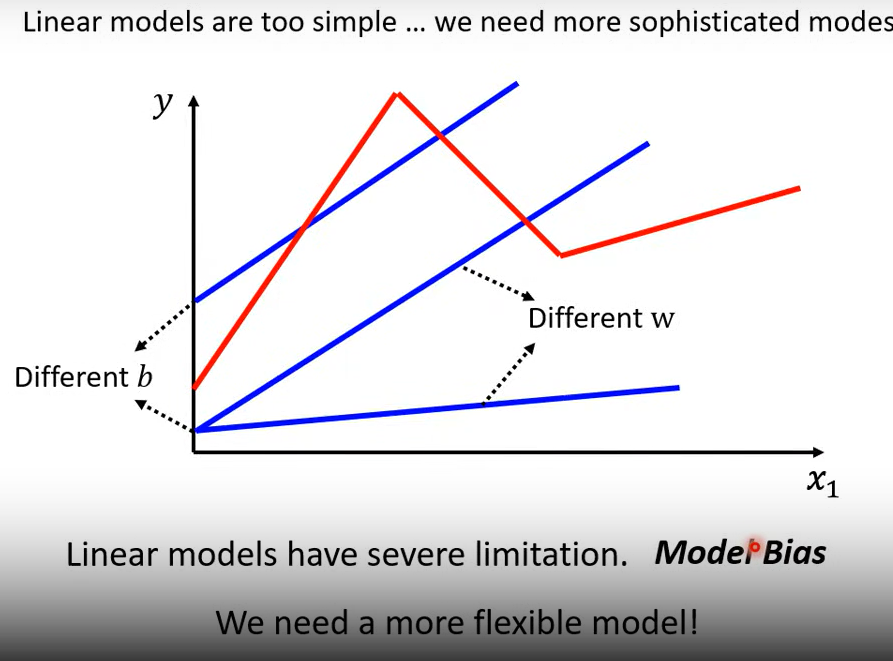 Linear models are too simple … we need more sophisticated modes
y
Different w
Different b
x₁
Linear models have severe limitation. Model Bias
We need a more flexible model!